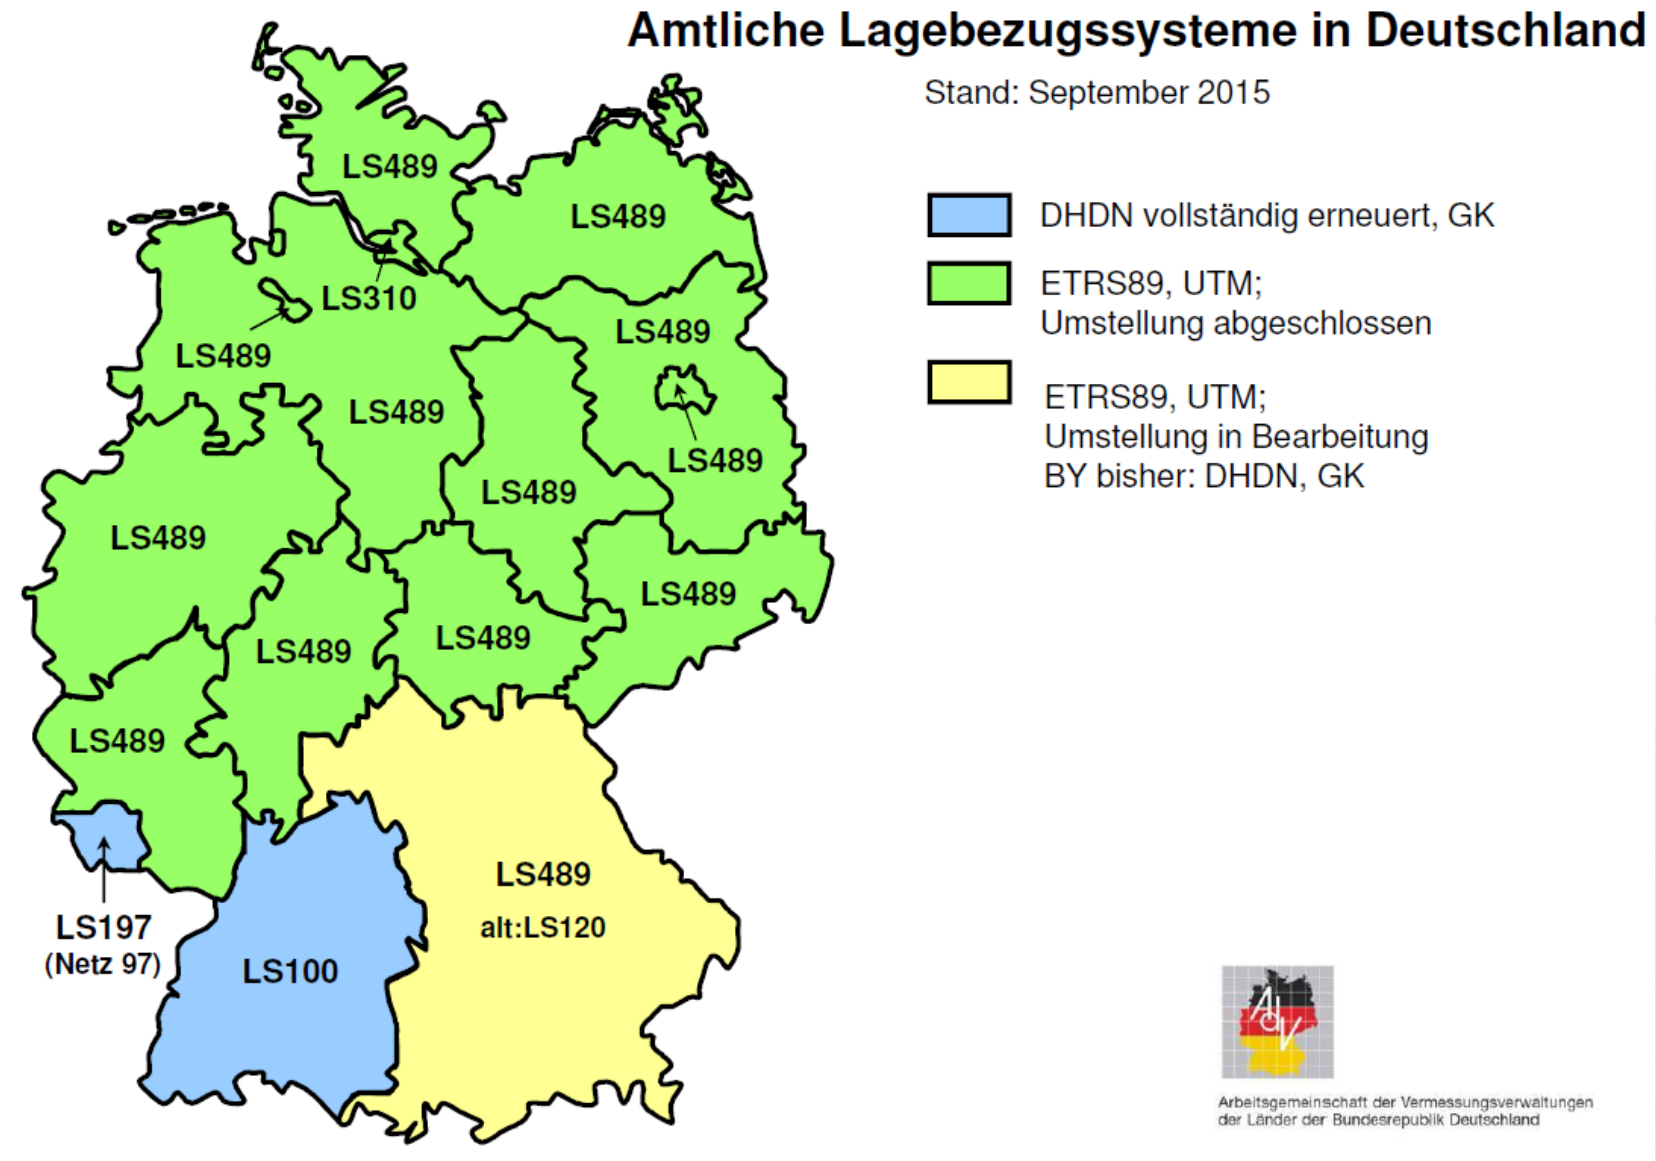 Amtliche Lagebezugssysteme in Deutschland
Stand: September 2015
DHDN vollständig erneuert, GK
ETRS89, UTM;
Umstellung abgeschlossen
ETRS89, UTM;
Umstellung in Bearbeitung
BY bisher: DHDN, GK
LS489
LS489
LS310
LS489
LS489
LS489
LS489
LS489
LS489
LS489
LS489
LS489
LS489
LS197
(Netz 97)
LS100
LS489
alt:LS120
AdV
Arbeitsgemeinschaft der Vermessungsverwaltungen
der Länder der Bundesrepublik Deutschland